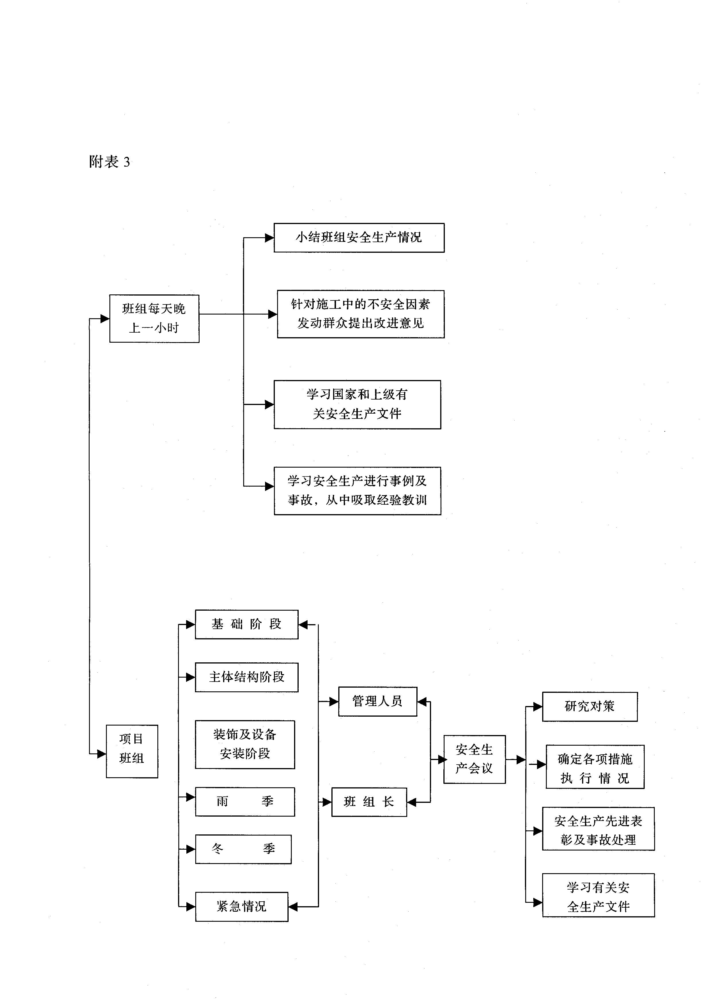 附表 3
小结班组安全生产情况
针对施工中的不安全因素
发动群众提出改进意见
班组每天晚
上一小时
学习国家和上级有
关安全生产文件
学习安全生产进行事例及
事故，从中吸取经验教训
基 础 阶 段
主体结构阶段
装饰及设备
安装阶段
雨 季
冬 季
紧急情况
项目
班组
管理人员
班 组 长
安全生
产会议
研究对策
确定各项措施
执 行 情 况
安全生产先进表
彰及事故处理
学习有关安
全生产文件